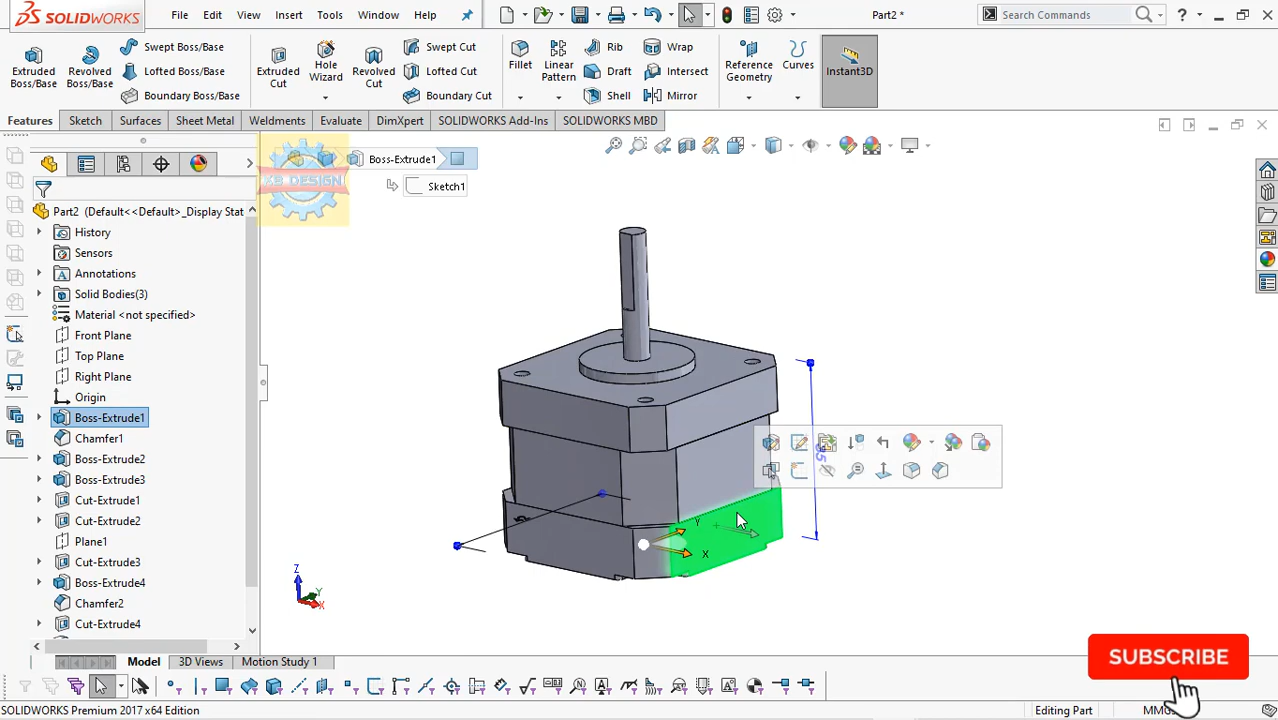 SOLIDWORKS
File Edit View Insert Tools Window Help
Part2 *
Search Commands
Extruded Boss/Base
Revolved Boss/Base
Swept Boss/Base
Lofted Boss/Base
Boundary Boss/Base
Extruded Cut
Hole Wizard
Revolved Cut
Swept Cut
Lofted Cut
Boundary Cut
Fillet
Linear Pattern
Rib
Draft
Shell
Wrap
Intersect
Mirror
Reference Geometry
Curves
Instant3D
Features Sketch Surfaces Sheet Metal Weldments Evaluate DimXpert SOLIDWORKS Add-Ins SOLIDWORKS MBD
Boss-Extrude1
Sketch1
Part2 (Default<<Default>_Display Stat
History
Sensors
Annotations
Solid Bodies(3)
Material <not specified>
Front Plane
Top Plane
Right Plane
Origin
Boss-Extrude1
Chamfer1
Boss-Extrude2
Boss-Extrude3
Cut-Extrude1
Cut-Extrude2
Plane1
Cut-Extrude3
Boss-Extrude4
Chamfer2
Cut-Extrude4
Y
X
Z
Y
X
Model 3D Views Motion Study 1
SUBSCRIBE
SOLIDWORKS Premium 2017 x64 Edition
Editing Part